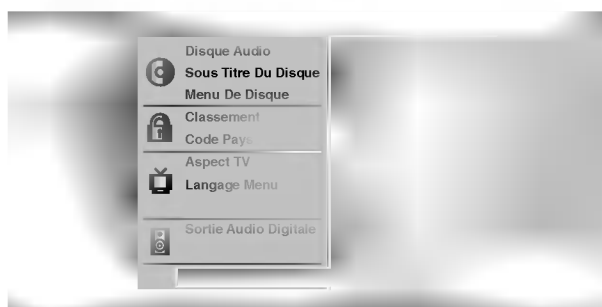 Disque Audio
Sous Titre Du Disque
Menu De Disque
Classement
Code Pays
Aspect TV
Langage Menu
Sortie Audio Digitale